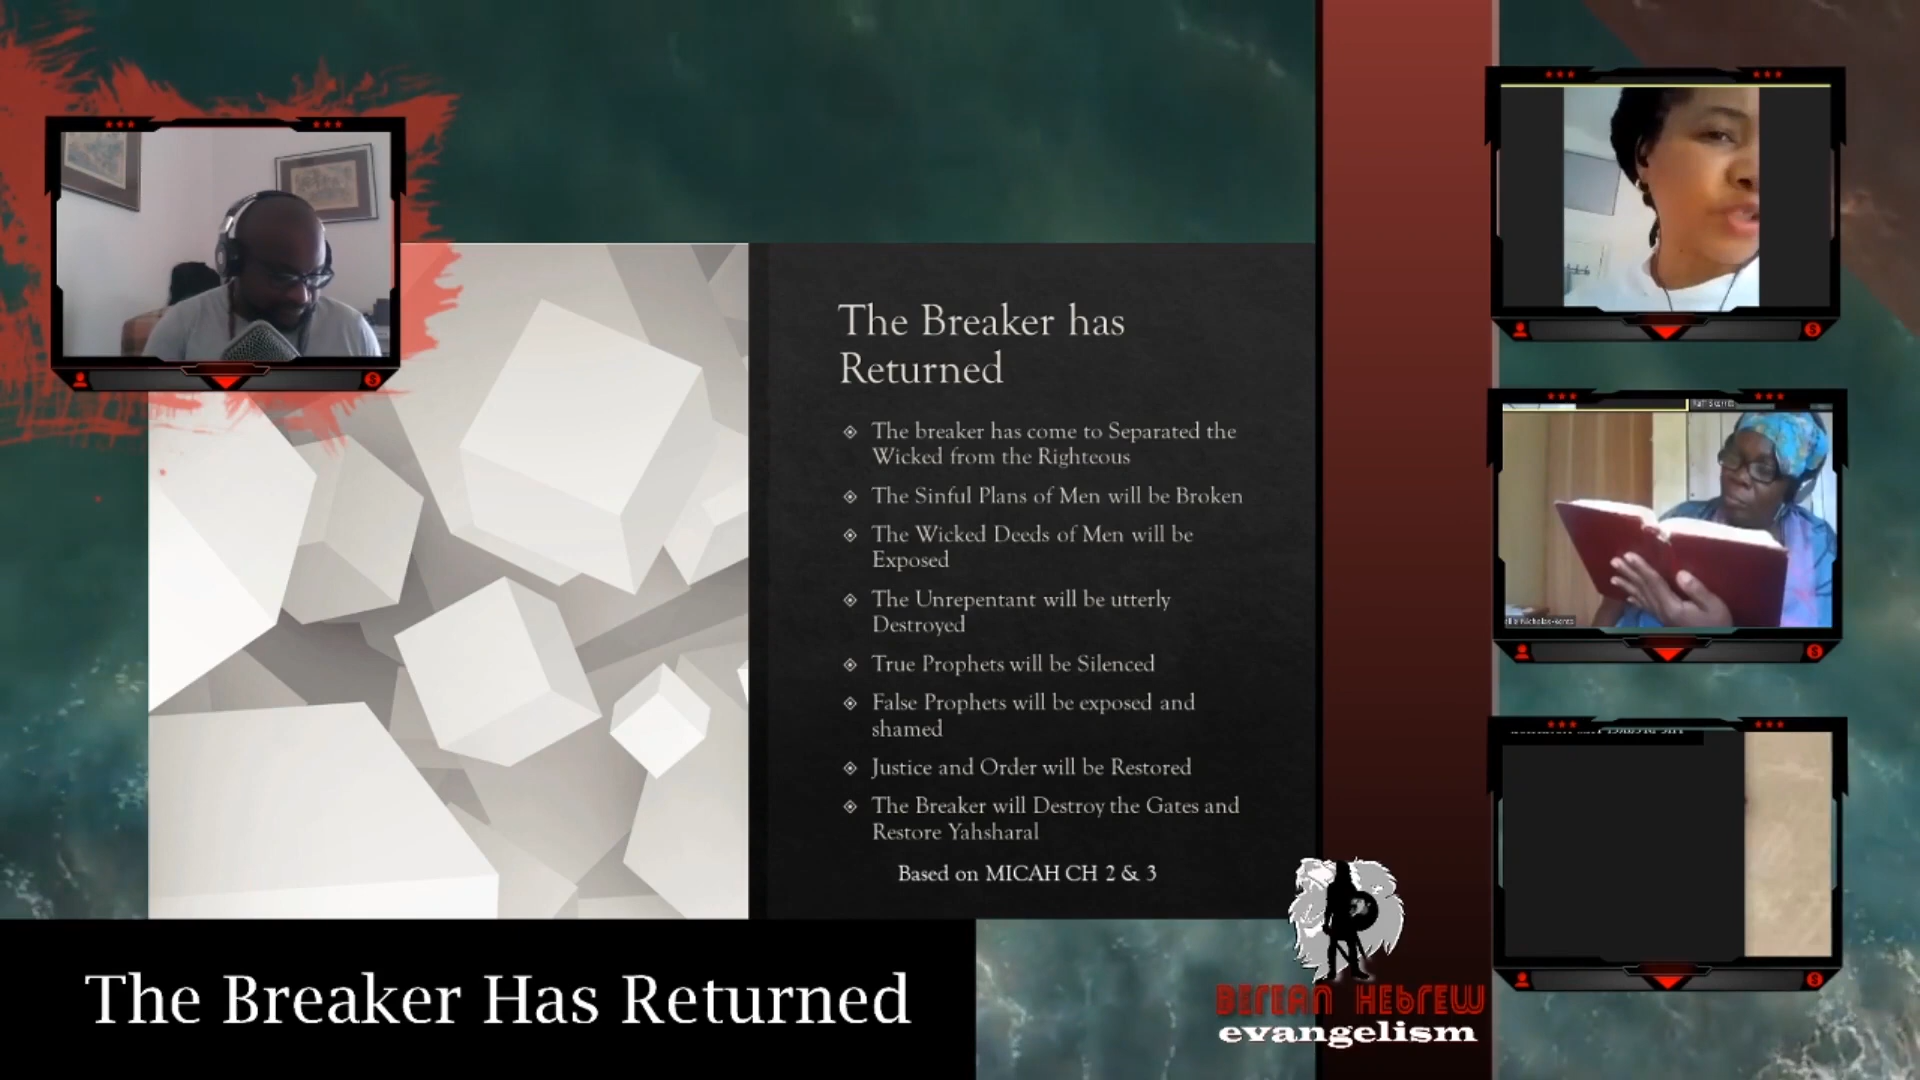 The Breaker has
Returned
The breaker has come to Separated the
Wicked from the Righteous
The Sinful Plans of Men will be Broken
The Wicked Deeds of Men will be
Exposed
The Unrepentant will be utterly
Destroyed
True Prophets will be Silenced
False Prophets will be exposed and
shamed
Justice and Order will be Restored
The Breaker will Destroy the Gates and
Restore Yahsharal
Based on MICAH CH 2 & 3
The Breaker Has Returned
BEREAN HEBREW
evangelism